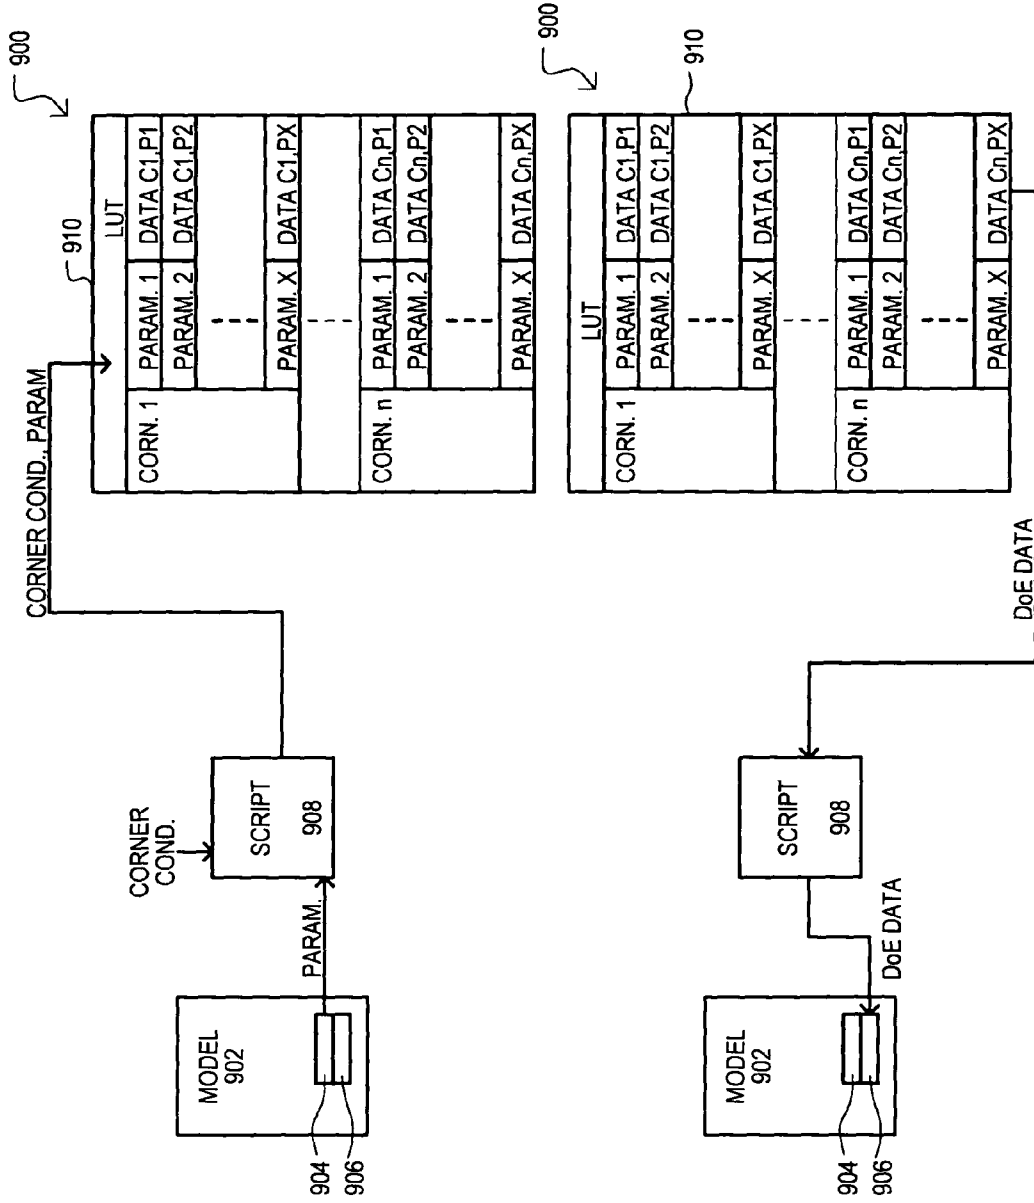 900
910
CORNER COND., PARAM
LUT
CORN. 1
PARAM. 1
DATA C1,P1
PARAM. 2
DATA C1,P2
PARAM. X
DATA C1,PX
CORN. n
PARAM. 1
DATA Cn,P1
PARAM. 2
DATA Cn,P2
PARAM. X
DATA Cn,PX
CORNER
COND.
SCRIPT
908
PARAM.
MODEL
902
904
906
900
910
LUT
CORN. 1
PARAM. 1
DATA C1,P1
PARAM. 2
DATA C1,P2
PARAM. X
DATA C1,PX
CORN. n
PARAM. 1
DATA Cn,P1
PARAM. 2
DATA Cn,P2
PARAM. X
DATA Cn,PX
DoE DATA
SCRIPT
908
DoE DATA
MODEL
902
904
906